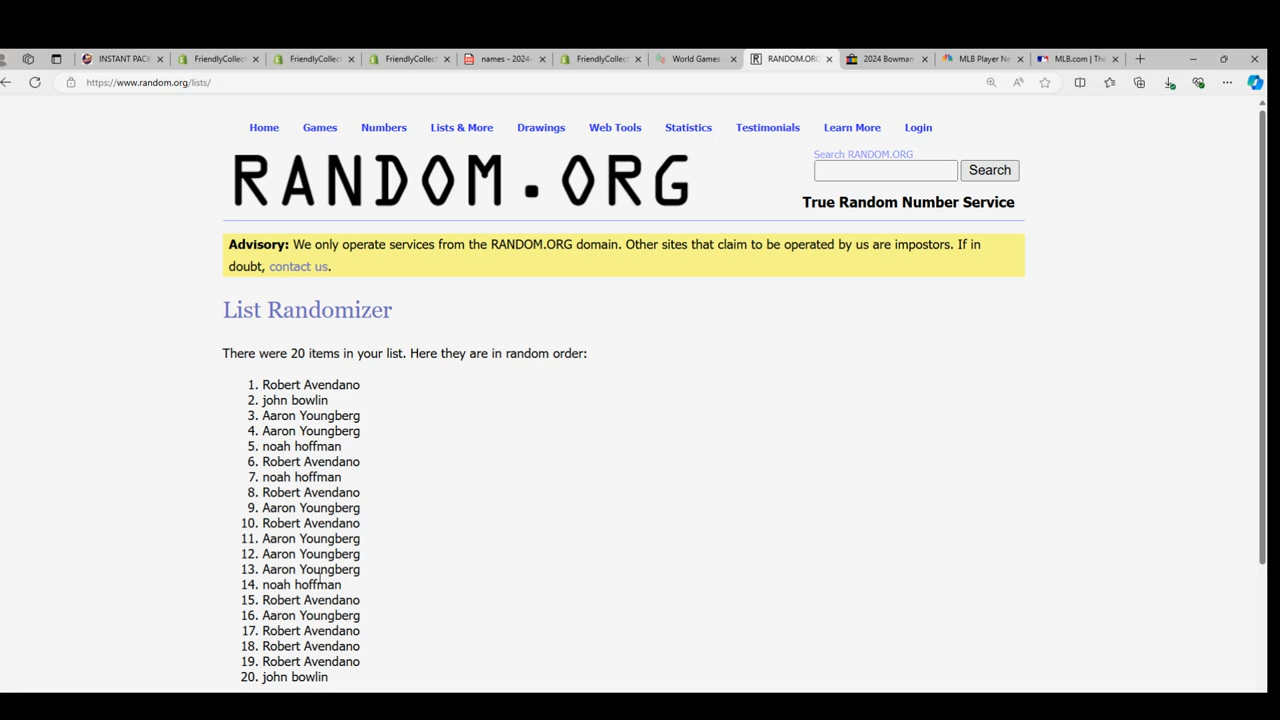 INSTANT PACK
FriendlyCollect
FriendlyCollect
FriendlyCollect
names - 2024-
FriendlyCollect
World Games
RANDOM.ORG
2024 Bowman
MLB Player Ne
MLB.com | The
https://www.random.org/lists/
Home Games Numbers Lists & More Drawings Web Tools Statistics Testimonials Learn More Login
RANDOM.ORG
Search RANDOM.ORG
Search
True Random Number Service
Advisory: We only operate services from the RANDOM.ORG domain. Other sites that claim to be operated by us are impostors. If in
doubt, contact us.
List Randomizer
There were 20 items in your list. Here they are in random order:
1. Robert Avendano
2. john bowlin
3. Aaron Youngberg
4. Aaron Youngberg
5. noah hoffman
6. Robert Avendano
7. noah hoffman
8. Robert Avendano
9. Aaron Youngberg
10. Robert Avendano
11. Aaron Youngberg
12. Aaron Youngberg
13. Aaron Youngberg
14. noah hoffman
15. Robert Avendano
16. Aaron Youngberg
17. Robert Avendano
18. Robert Avendano
19. Robert Avendano
20. john bowlin